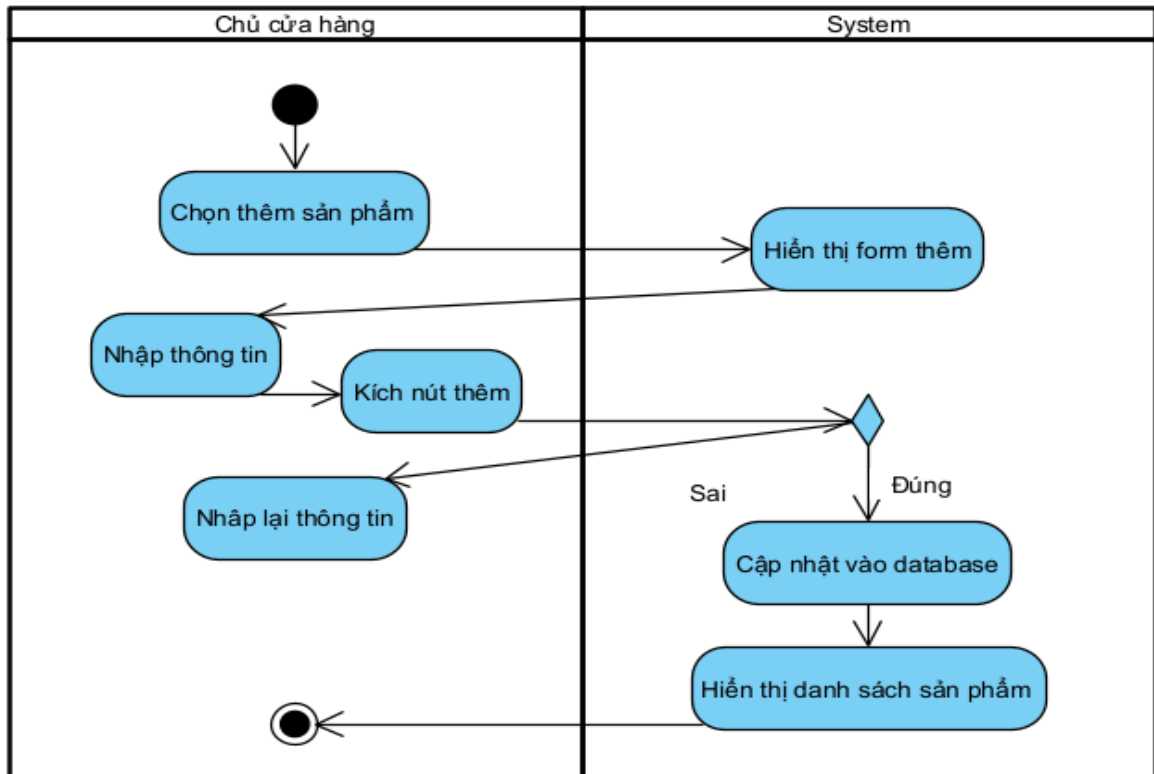 Chủ cửa hàng
System
Chọn thêm sản phẩm
Hiển thị form thêm
Nhập thông tin
Kích nút thêm
Sai
Đúng
Nhâp lại thông tin
Cập nhật vào database
Hiển thị danh sách sản phẩm